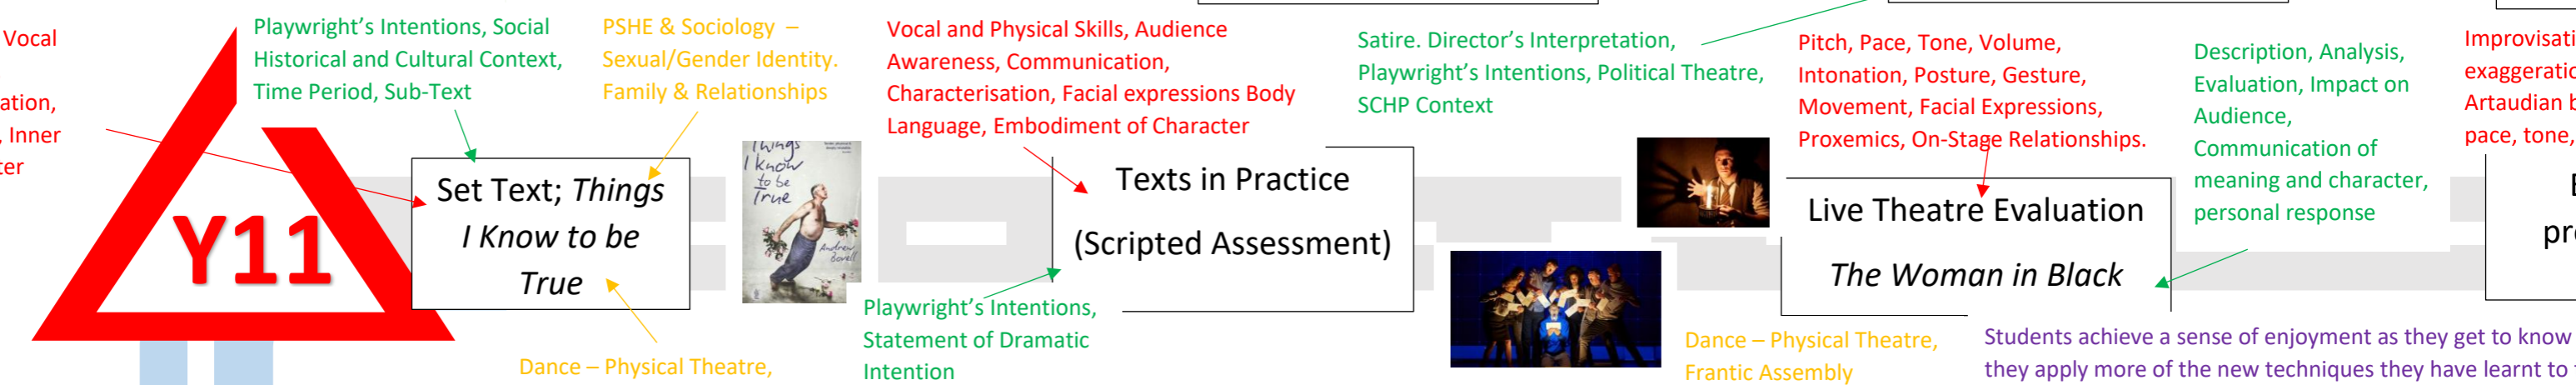 Vocal
ation,
, Inner
ter
Y11
Playwright's Intentions, Social
Historical and Cultural Context,
Time Period, Sub-Text
PSHE & Sociology –
Sexual/Gender Identity.
Family & Relationships
Set Text; Things
I Know to be
True
Dance – Physical Theatre,
Things
I know
to be
True
Andrew
Bovell
Vocal and Physical Skills, Audience
Awareness, Communication,
Characterisation, Facial expressions Body
Language, Embodiment of Character
Texts in Practice
(Scripted Assessment)
Playwright's Intentions,
Statement of Dramatic
Intention
Satire. Director's Interpretation,
Playwright's Intentions, Political Theatre,
SCHP Context
Pitch, Pace, Tone, Volume,
Intonation, Posture, Gesture,
Movement, Facial Expressions,
Proxemics, On-Stage Relationships.
Live Theatre Evaluation
The Woman in Black
Dance – Physical Theatre,
Frantic Assembly
Description, Analysis,
Evaluation, Impact on
Audience,
Communication of
meaning and character,
personal response
Students achieve a sense of enjoyment as they get to know
they apply more of the new techniques they have learnt to
Improvisati
exaggeratio
Artaudian b
pace, tone,
pr